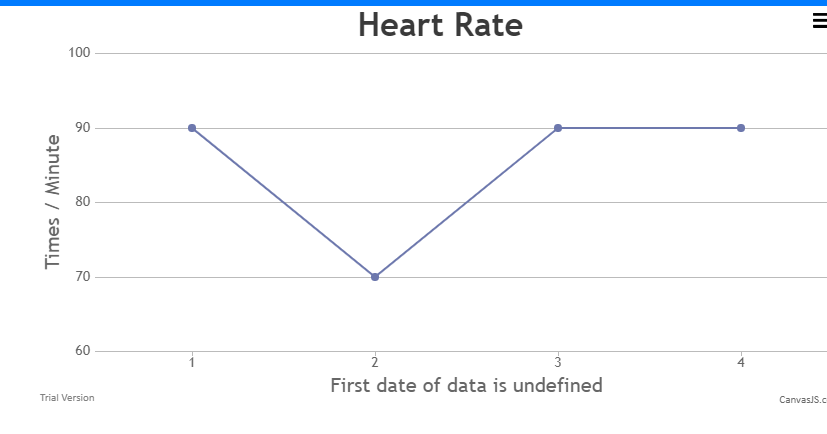 Heart Rate
100
90
80
70
60
Times / Minute
1 2 3 4
First date of data is undefined
Trial Version
CanvasJS.c